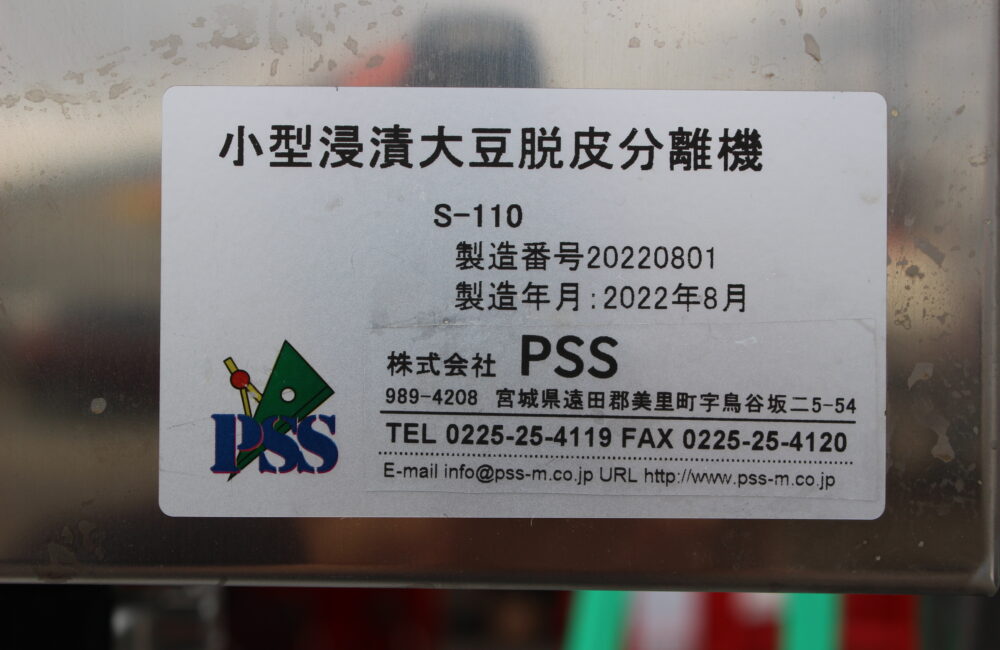 小型浸漬大豆脱皮分離機
S-110
製造番号20220801
製造年月:2022年8月
PSS
株式会社 PSS
989-4208 宮城県遠田郡美里町字鳥谷坂二5-54
TEL 0225-25-4119 FAX 0225-25-4120
E-mail info@pss-m.co.jp URL http://www.pss-m.co.jp